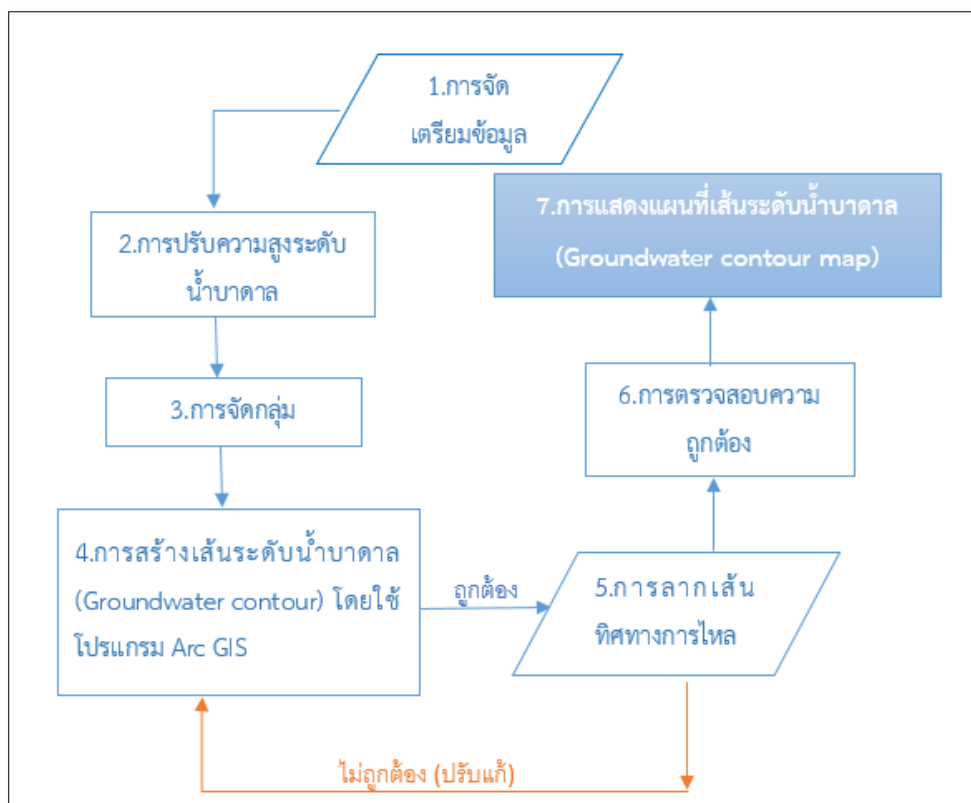 1.การจัด
เตรียมข้อมูล
2.การปรับความสูงระดับ
น้ำบาดาล
3.การจัดกลุ่ม
4.การสร้างเส้นระดับน้ำบาดาล
(Groundwater contour) โดยใช้
โปรแกรม Arc GIS
ถูกต้อง
5.การลากเส้น
ทิศทางการไหล
ไม่ถูกต้อง (ปรับแก้)
6.การตรวจสอบความ
ถูกต้อง
7.การแสดงแผนที่เส้นระดับน้ำบาดาล
(Groundwater contour map)